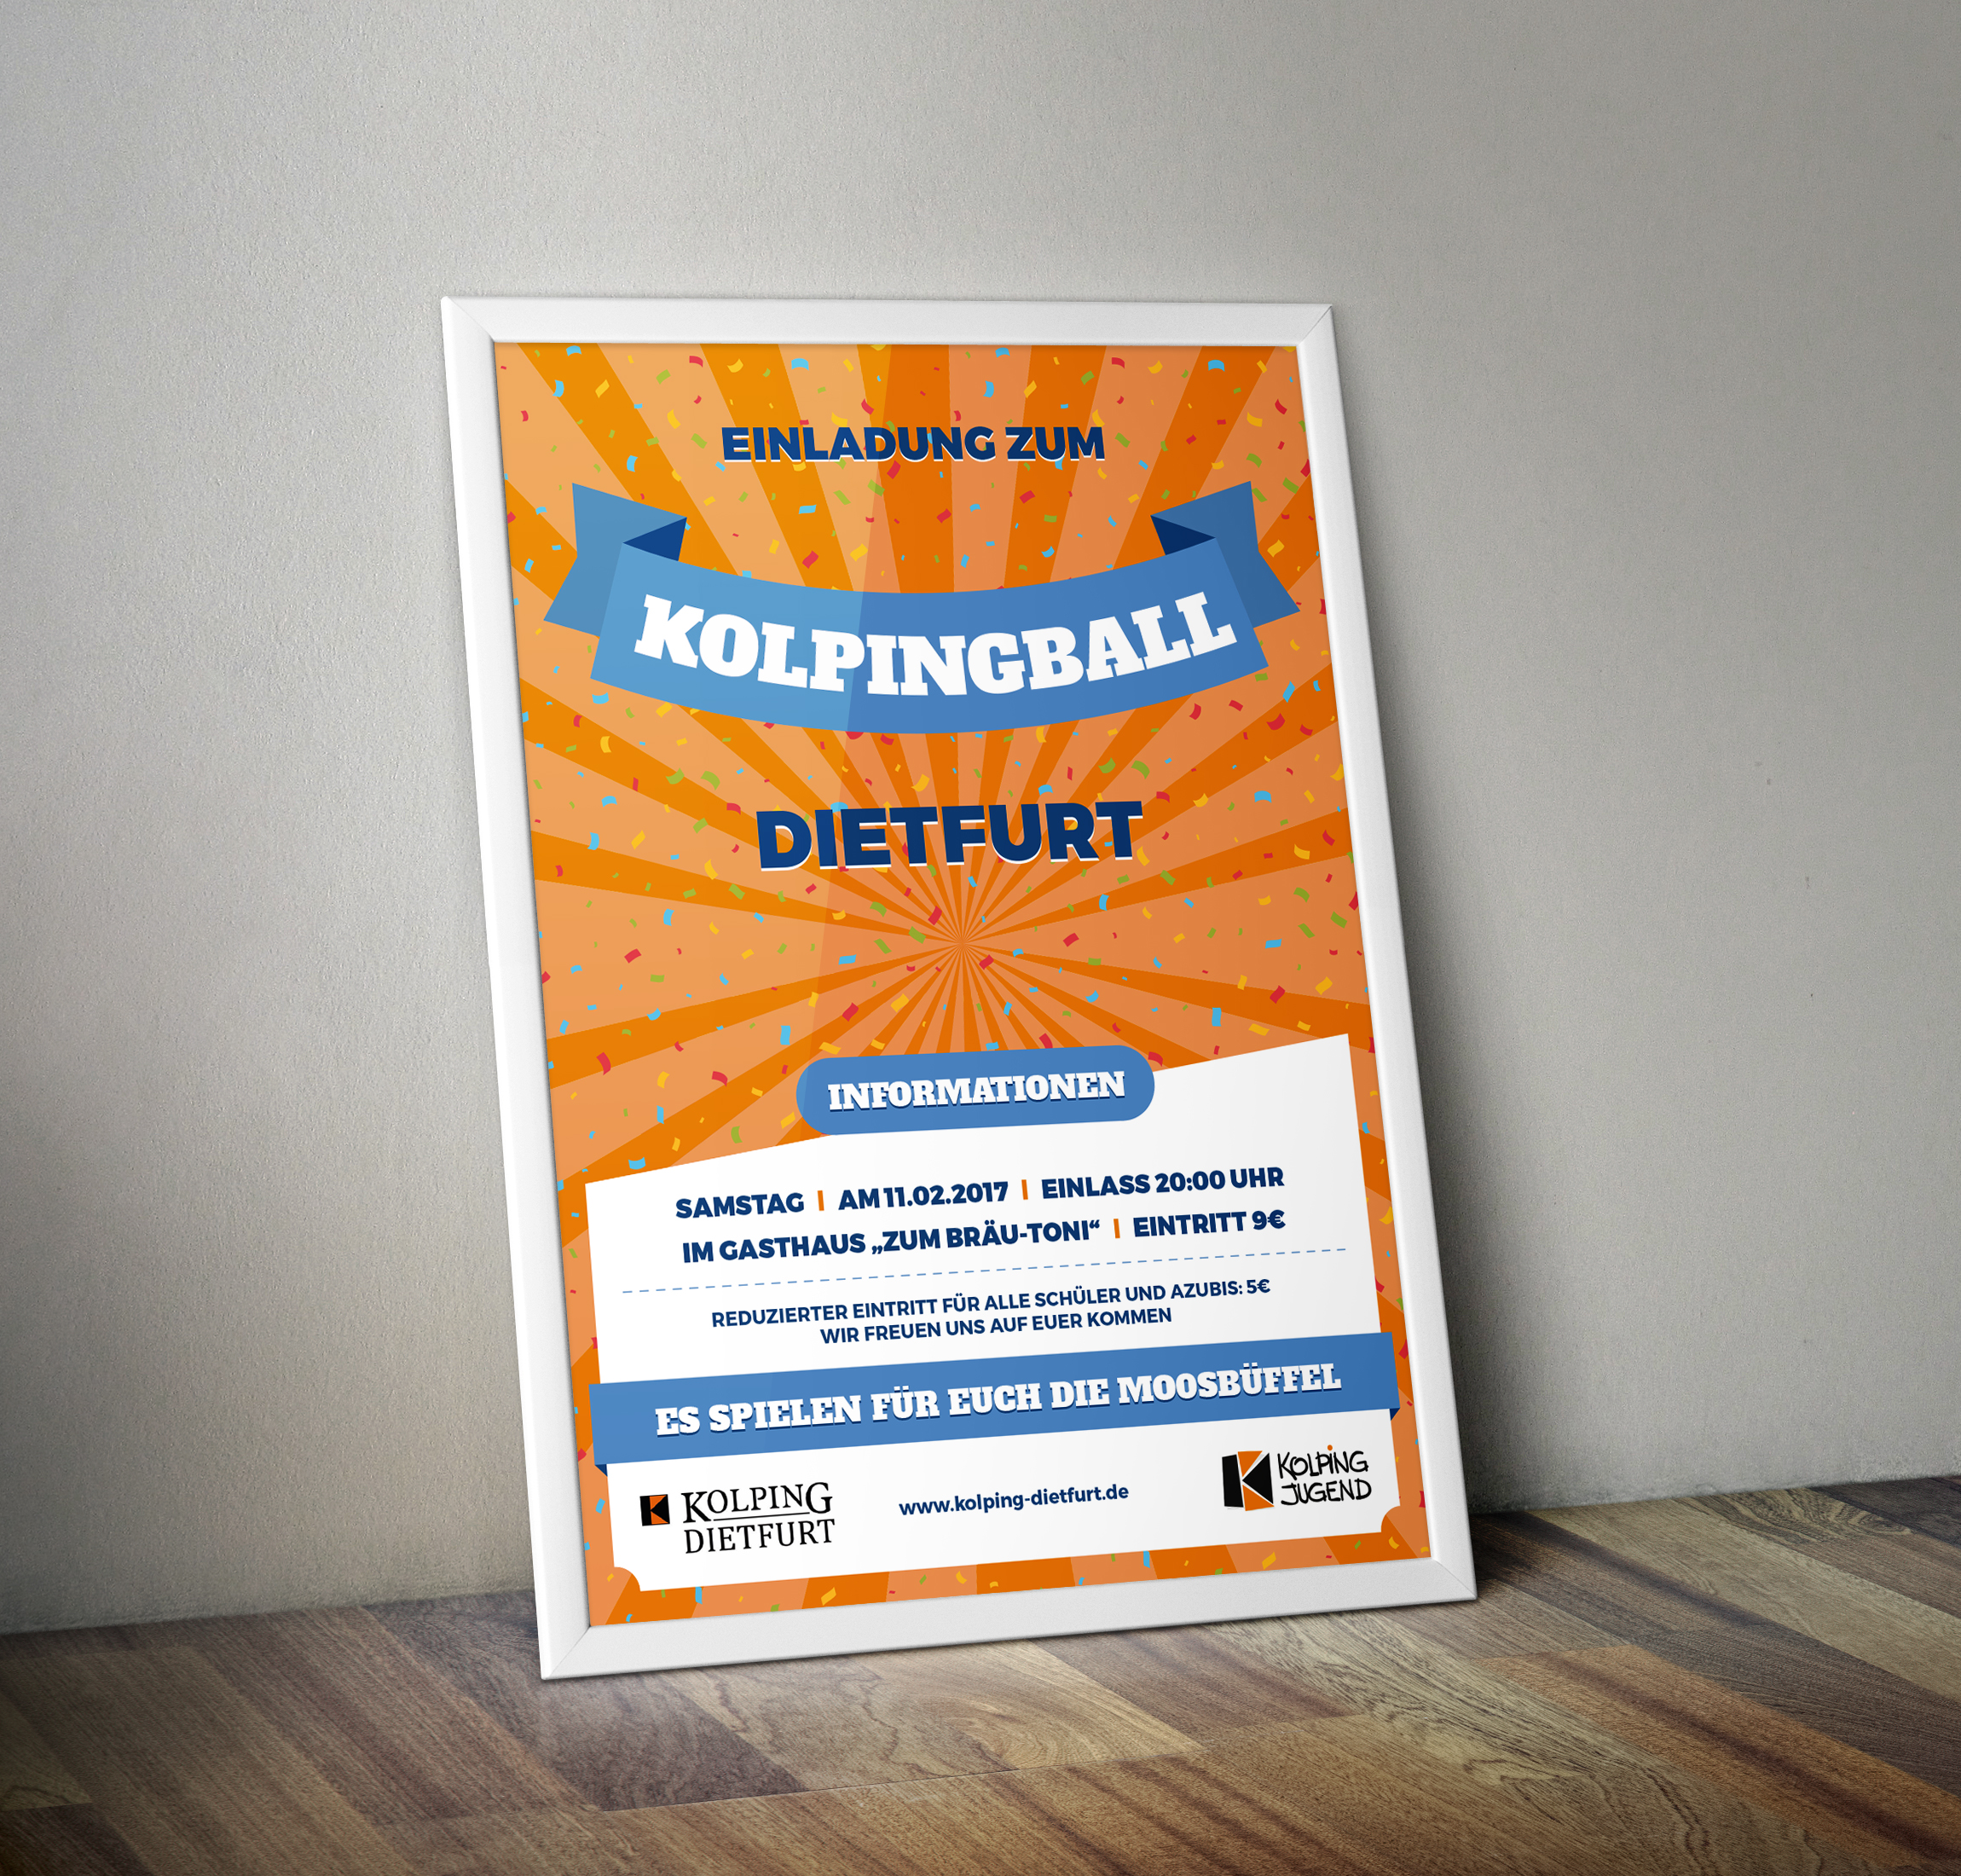 EINLADUNG ZUM
KOLPINGBALL
DIETFURT
INFORMATIONEN
SAMSTAG | AM 11.02.2017 | EINLASS 20:00 UHR
IM GASTHAUS „ZUM BRÄU-TONI“ | EINTRITT 9€
REDUZIERTER EINTRITT FÜR ALLE SCHÜLER UND AZUBIS: 5€
WIR FREUEN UNS AUF EUER KOMMEN
ES SPIELEN FÜR EUCH DIE MOOSBÜFFEL
KOLPING
DIETFURT
www.kolping-dietfurt.de
KOLPING
JUGEND